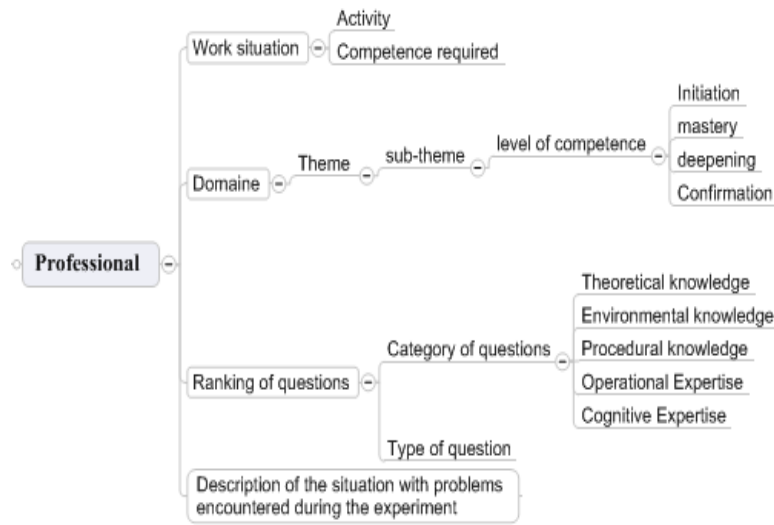 Professional
Work situation
Activity
Competence required
Domaine
Theme
sub-theme
level of competence
Initiation
mastery
deepening
Confirmation
Ranking of questions
Category of questions
Theoretical knowledge
Environmental knowledge
Procedural knowledge
Operational Expertise
Cognitive Expertise
Type of question
Description of the situation with problems
encountered during the experiment